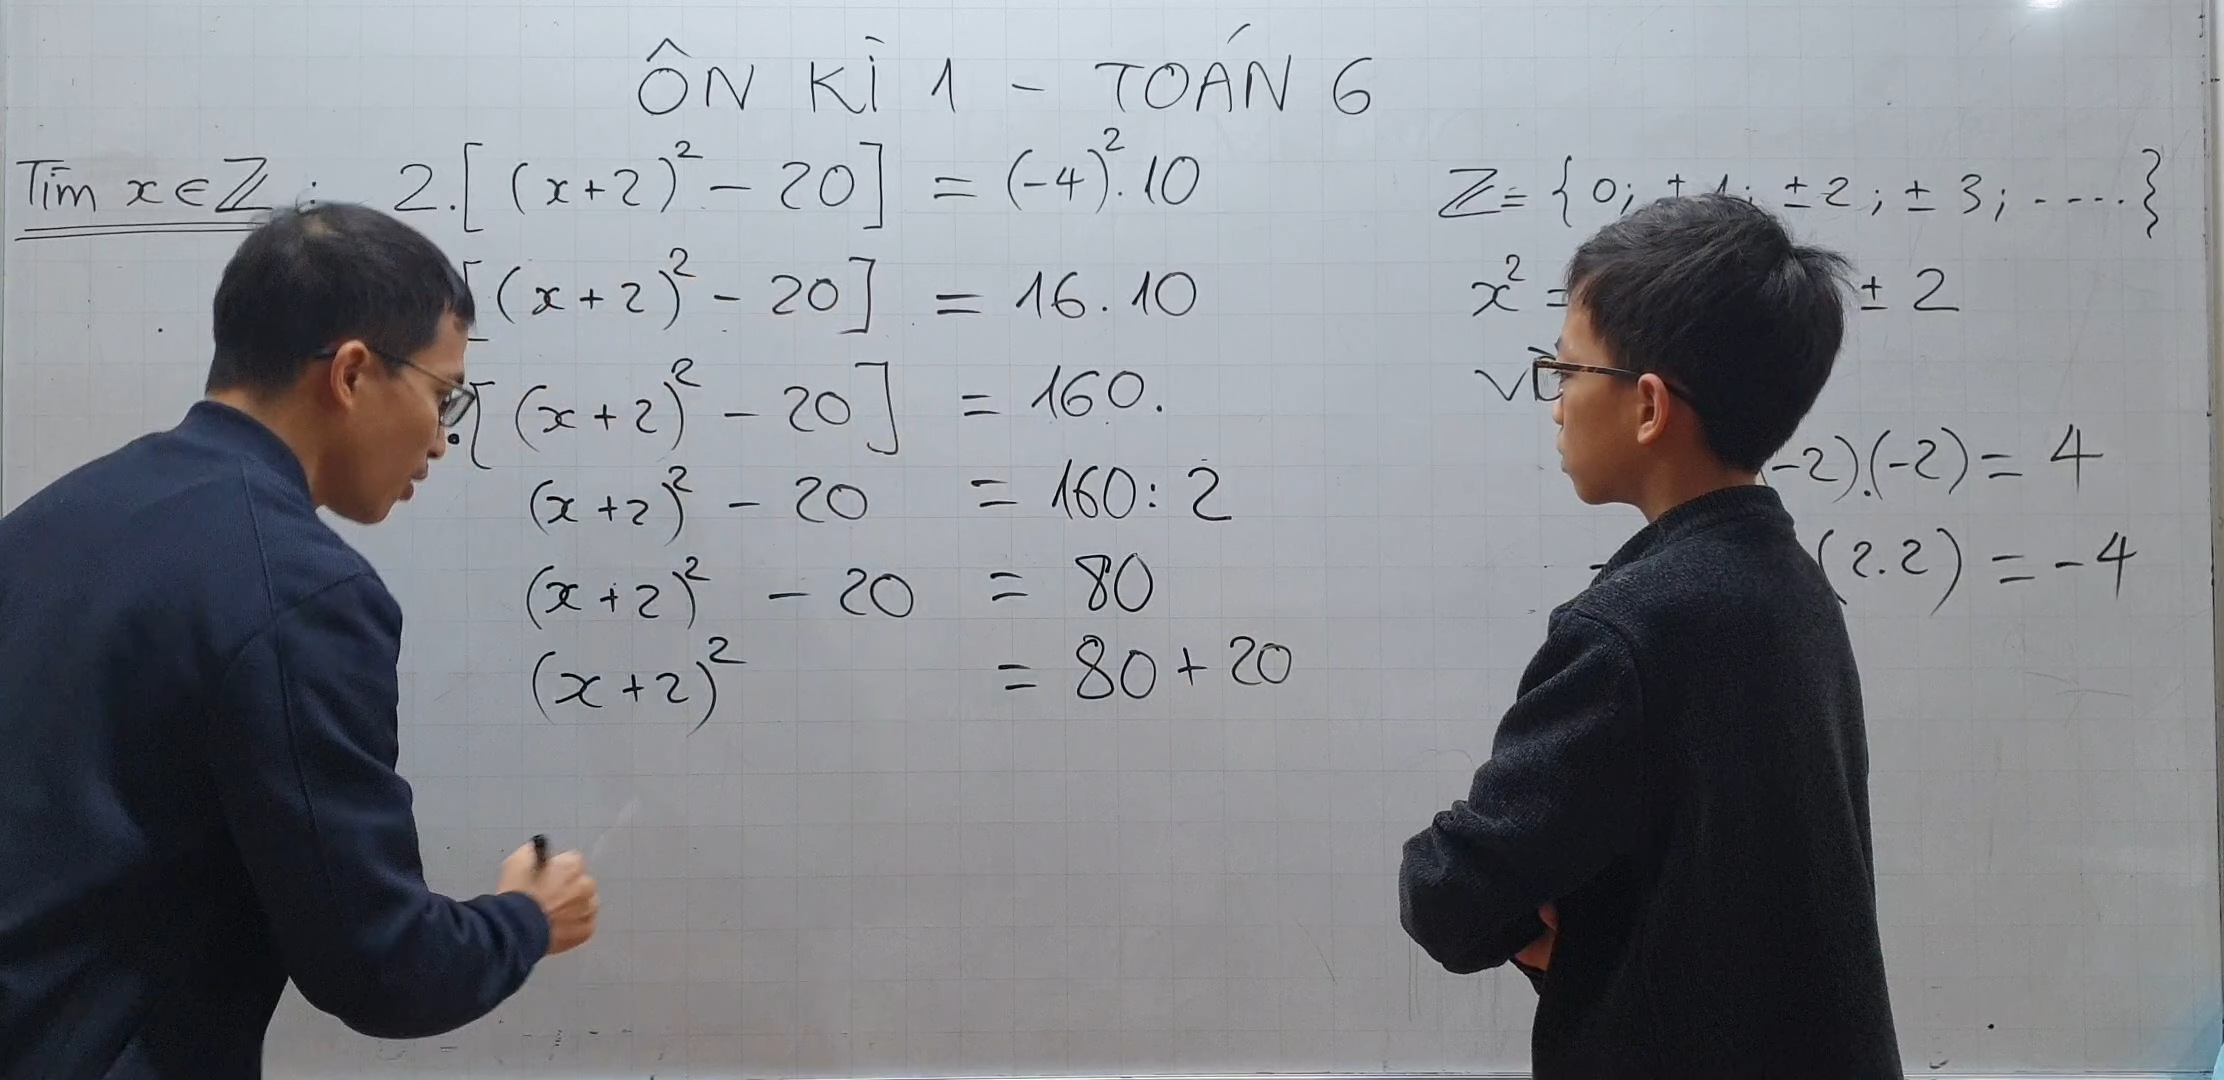 ÔN KÌ 1 - TOÁN 6
Tìm x ∈ ℤ : 2.[(x+2)² - 20] = (-4)².10
[(x+2)² - 20] = 16.10
.[(x+2)² - 20] = 160.
(x+2)² - 20 = 160:2
(x+2)² - 20 = 80
(x+2)² = 80+20
ℤ = {0; ± 1; ±2; ± 3; .....}
x² = ± 2
-2).(-2) = 4
(2.2) = -4